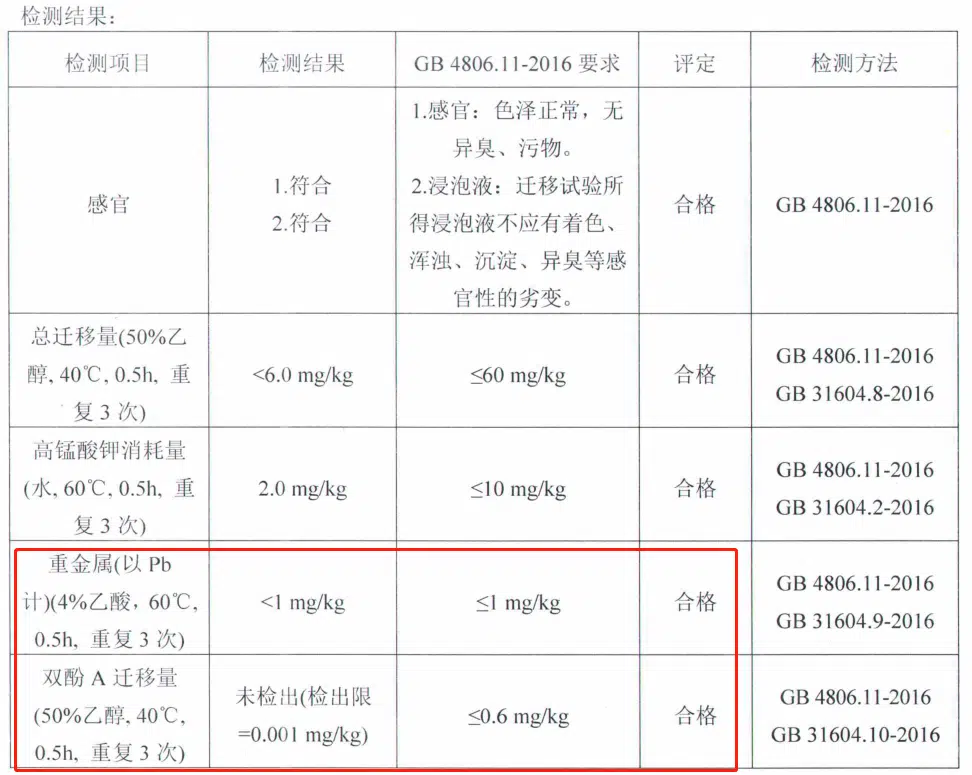 检测结果：
检测项目
检测结果
GB 4806.11-2016 要求
评定
检测方法
感官
1.符合
2.符合
1.感官：色泽正常，无
异臭、污物。
2.浸泡液：迁移试验所
得浸泡液不应有着色、
浑浊、沉淀、异臭等感
官性的劣变。
合格
GB 4806.11-2016
总迁移量(50%乙
醇, 40℃, 0.5h, 重
复 3 次)
<6.0 mg/kg
≤60 mg/kg
合格
GB 4806.11-2016
GB 31604.8-2016
高锰酸钾消耗量
(水, 60℃, 0.5h, 重
复 3 次)
2.0 mg/kg
≤10 mg/kg
合格
GB 4806.11-2016
GB 31604.2-2016
重金属(以 Pb
计)(4%乙酸，60℃,
0.5h, 重复 3 次)
<1 mg/kg
≤1 mg/kg
合格
GB 4806.11-2016
GB 31604.9-2016
双酚 A 迁移量
(50%乙醇, 40℃,
0.5h, 重复 3 次)
未检出(检出限
=0.001 mg/kg)
≤0.6 mg/kg
合格
GB 4806.11-2016
GB 31604.10-2016